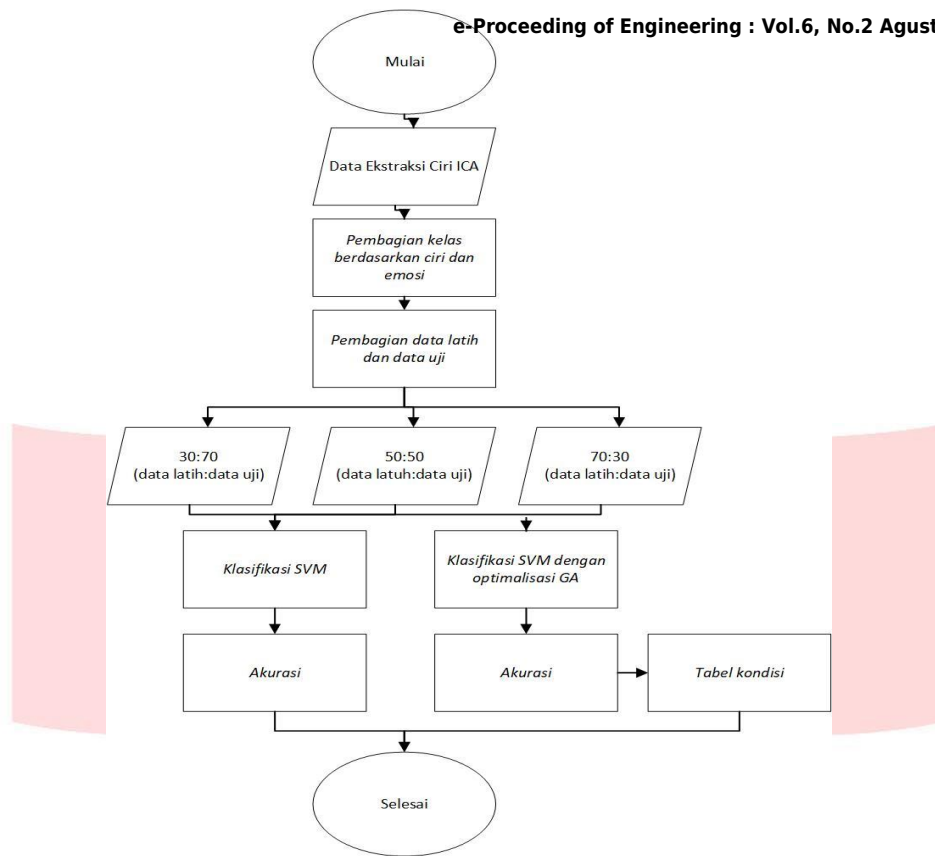 e-Proceeding of Engineering : Vol.6, No.2 Agust
Mulai
Data Ekstraksi Ciri ICA
Pembagian kelas
berdasarkan ciri dan
emosi
Pembagian data latih
dan data uji
30:70
(data latih:data uji)
50:50
(data latuh:data uji)
70:30
(data latih:data uji)
Klasifikasi SVM
Klasifikasi SVM dengan
optimalisasi GA
Akurasi
Akurasi
Tabel kondisi
Selesai